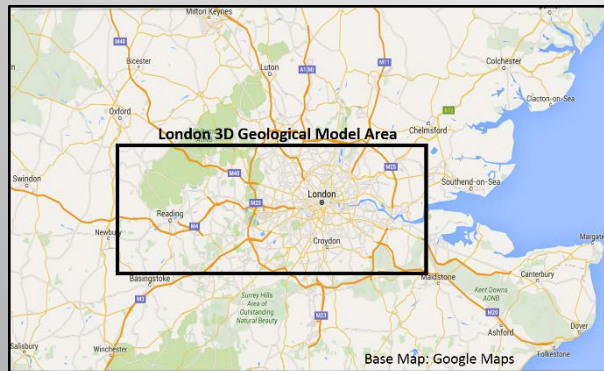 Milton Keynes
M40
Bicester
Luton
A1(M)
M11
Colchester
Clacton-on-Sea
Oxford
A12
Chelmsford
London 3D Geological Model Area
M40
M25
Swindon
London
Southend-on-Sea
Reading
M25
M4
Newbury
Croydon
Margate
Basingstoke
Maidstone
Canterbury
M3
Surrey Hills
Area of
Outstanding
Natural Beauty
Kent Downs
AONB
M23
M20
Ashford
Dover
Salisbury
Winchester
Folkestone
Base Map: Google Maps